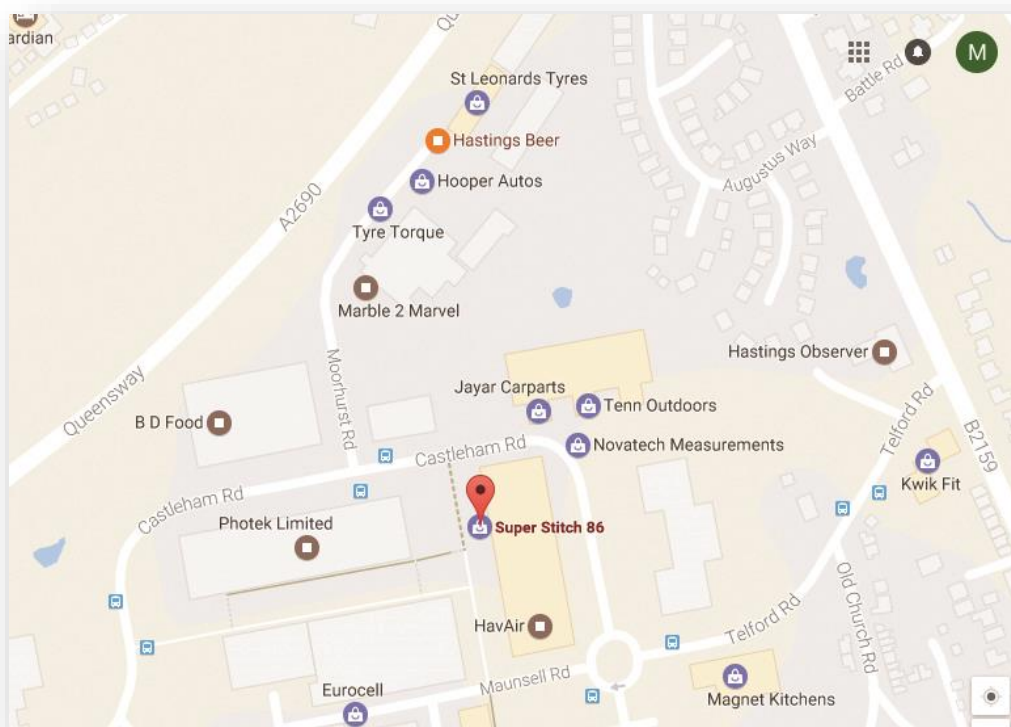 ardian
M
Battle Rd
St Leonards Tyres
Hastings Beer
Augustus Way
Hooper Autos
A2690
Tyre Torque
Marble 2 Marvel
Hastings Observer
Moorhurst Rd
Queensway
Jayar Carparts
Tenn Outdoors
B D Food
Telford Rd
B2159
Castleham Rd
Novatech Measurements
Kwik Fit
Castleham Rd
Photek Limited
Super Stitch 86
Old Church Rd
HavAir
Telford Rd
Maunsell Rd
Eurocell
Magnet Kitchens